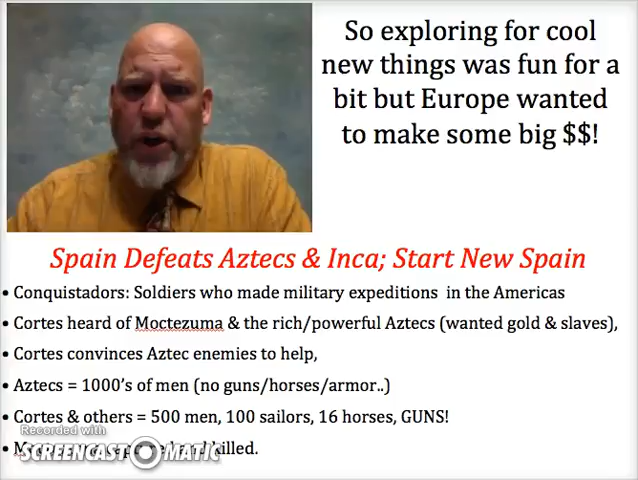 So exploring for cool
new things was fun for a
bit but Europe wanted
to make some big $$!
Spain Defeats Aztecs & Inca; Start New Spain
• Conquistadors: Soldiers who made military expeditions in the Americas
• Cortes heard of Moctezuma & the rich/powerful Aztecs (wanted gold & slaves),
• Cortes convinces Aztec enemies to help,
• Aztecs = 1000's of men (no guns/horses/armor..)
• Cortes & others = 500 men, 100 sailors, 16 horses, GUNS!
Recorded with
SCREENCAST-O-MATIC
• killed.